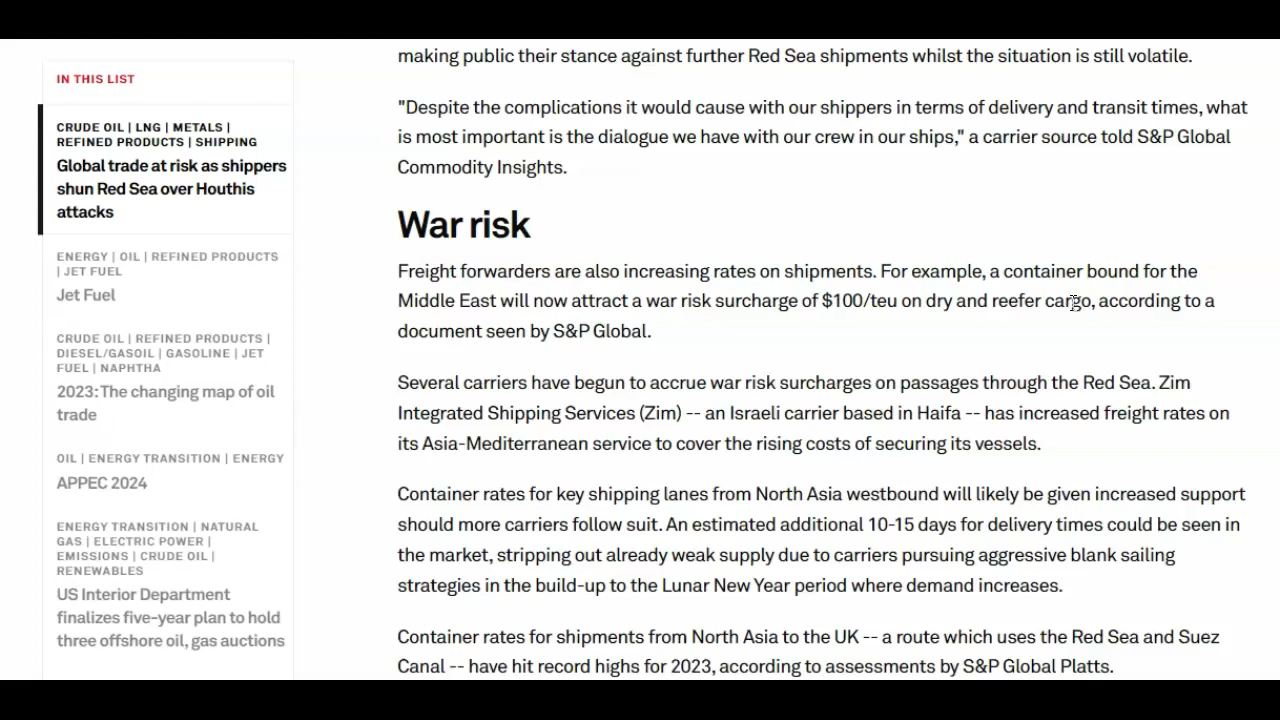 IN THIS LIST
CRUDE OIL | LNG | METALS |
REFINED PRODUCTS | SHIPPING
Global trade at risk as shippers
shun Red Sea over Houthis
attacks
ENERGY | OIL | REFINED PRODUCTS
| JET FUEL
Jet Fuel
CRUDE OIL | REFINED PRODUCTS |
DIESEL/GASOIL | GASOLINE | JET
FUEL | NAPHTHA
2023: The changing map of oil
trade
OIL | ENERGY TRANSITION | ENERGY
APPEC 2024
ENERGY TRANSITION | NATURAL
GAS | ELECTRIC POWER |
EMISSIONS | CRUDE OIL |
RENEWABLES
US Interior Department
finalizes five-year plan to hold
three offshore oil, gas auctions
making public their stance against further Red Sea shipments whilst the situation is still volatile.
"Despite the complications it would cause with our shippers in terms of delivery and transit times, what
is most important is the dialogue we have with our crew in our ships," a carrier source told S&P Global
Commodity Insights.
War risk
Freight forwarders are also increasing rates on shipments. For example, a container bound for the
Middle East will now attract a war risk surcharge of $100/teu on dry and reefer cargo, according to a
document seen by S&P Global.
Several carriers have begun to accrue war risk surcharges on passages through the Red Sea. Zim
Integrated Shipping Services (Zim) -- an Israeli carrier based in Haifa -- has increased freight rates on
its Asia-Mediterranean service to cover the rising costs of securing its vessels.
Container rates for key shipping lanes from North Asia westbound will likely be given increased support
should more carriers follow suit. An estimated additional 10-15 days for delivery times could be seen in
the market, stripping out already weak supply due to carriers pursuing aggressive blank sailing
strategies in the build-up to the Lunar New Year period where demand increases.
Container rates for shipments from North Asia to the UK -- a route which uses the Red Sea and Suez
Canal -- have hit record highs for 2023, according to assessments by S&P Global Platts.